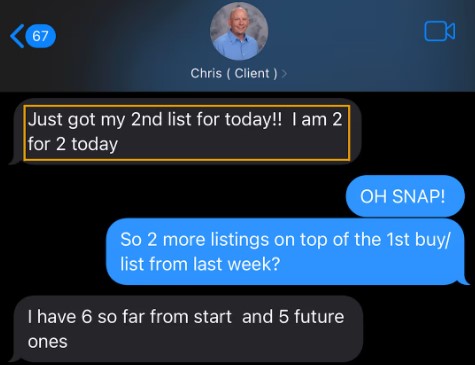 67
Chris ( Client )
Just got my 2nd list for today!!  I am 2
for 2 today
OH SNAP!
So 2 more listings on top of the 1st buy/
list from last week?
I have 6 so far from start  and 5 future
ones